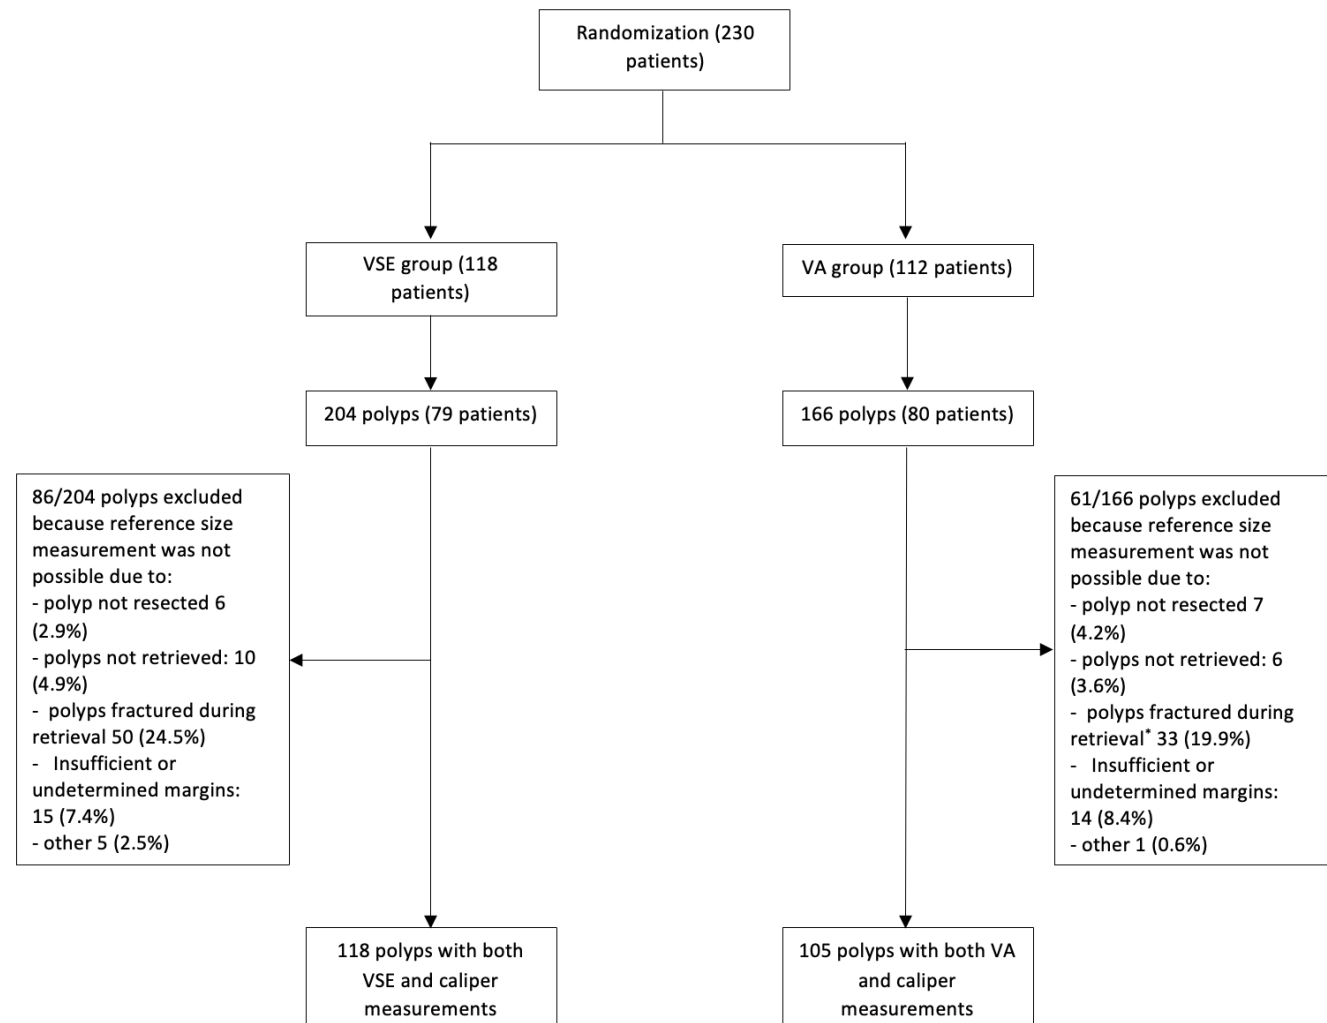 Randomization (230
patients)
VSE group (118
patients)
VA group (112 patients)
204 polyps (79 patients)
166 polyps (80 patients)
86/204 polyps excluded
because reference size
measurement was not
possible due to:
- polyp not resected 6
(2.9%)
- polyps not retrieved: 10
(4.9%)
-  polyps fractured during
retrieval 50 (24.5%)
-   Insufficient or
undetermined margins:
15 (7.4%)
- other 5 (2.5%)
61/166 polyps excluded
because reference size
measurement was not
possible due to:
- polyp not resected 7
(4.2%)
- polyps not retrieved: 6
(3.6%)
-  polyps fractured during
retrieval* 33 (19.9%)
-   Insufficient or
undetermined margins:
14 (8.4%)
- other 1 (0.6%)
118 polyps with both
VSE and caliper
measurements
105 polyps with both VA
and caliper
measurements